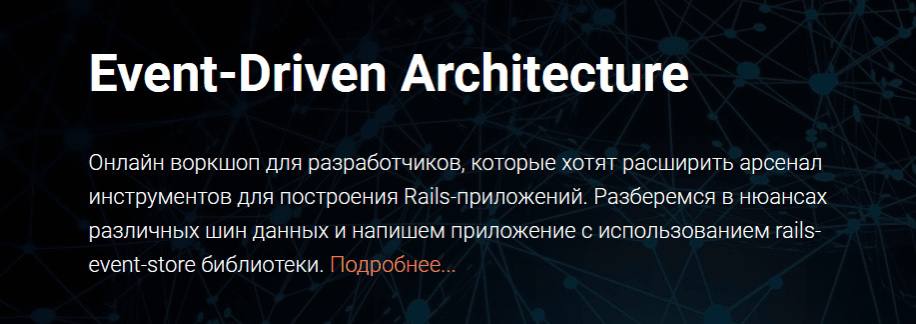 Event-Driven Architecture
Онлайн воркшоп для разработчиков, которые хотят расширить арсенал
инструментов для построения Rails-приложений. Разберемся в нюансах
различных шин данных и напишем приложение с использованием rails-
event-store библиотеки. Подробнее...